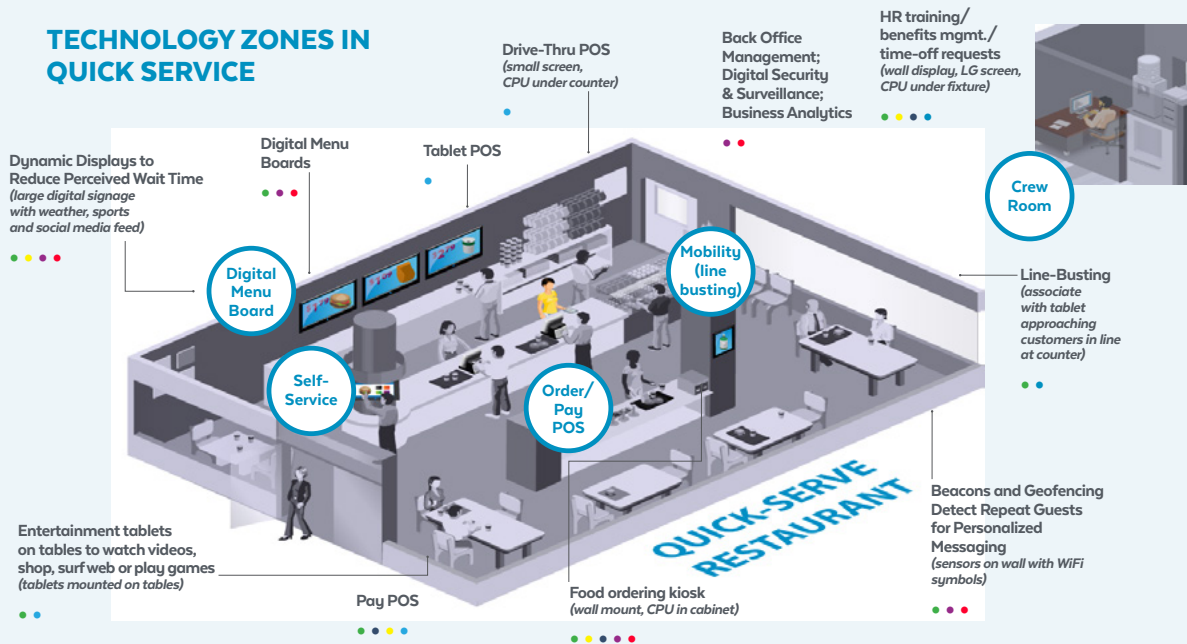 TECHNOLOGY ZONES IN
QUICK SERVICE
Drive-Thru POS
(small screen,
CPU under counter)
Back Office
Management;
Digital Security
& Surveillance;
Business Analytics
HR training/
benefits mgmt./
time-off requests
(wall display, LG screen,
CPU under fixture)
Dynamic Displays to
Reduce Perceived Wait Time
(large digital signage
with weather, sports
and social media feed)
Digital Menu
Boards
Tablet POS
Crew
Room
Digital
Menu
Board
Mobility
(line
busting)
Line-Busting
(associate
with tablet
approaching
customers in line
at counter)
Self-
Service
Order/
Pay
POS
QUICK-SERVE
RESTAURANT
Beacons and Geofencing
Detect Repeat Guests
for Personalized
Messaging
(sensors on wall with WiFi
symbols)
Entertainment tablets
on tables to watch videos,
shop, surf web or play games
(tablets mounted on tables)
Pay POS
Food ordering kiosk
(wall mount, CPU in cabinet)